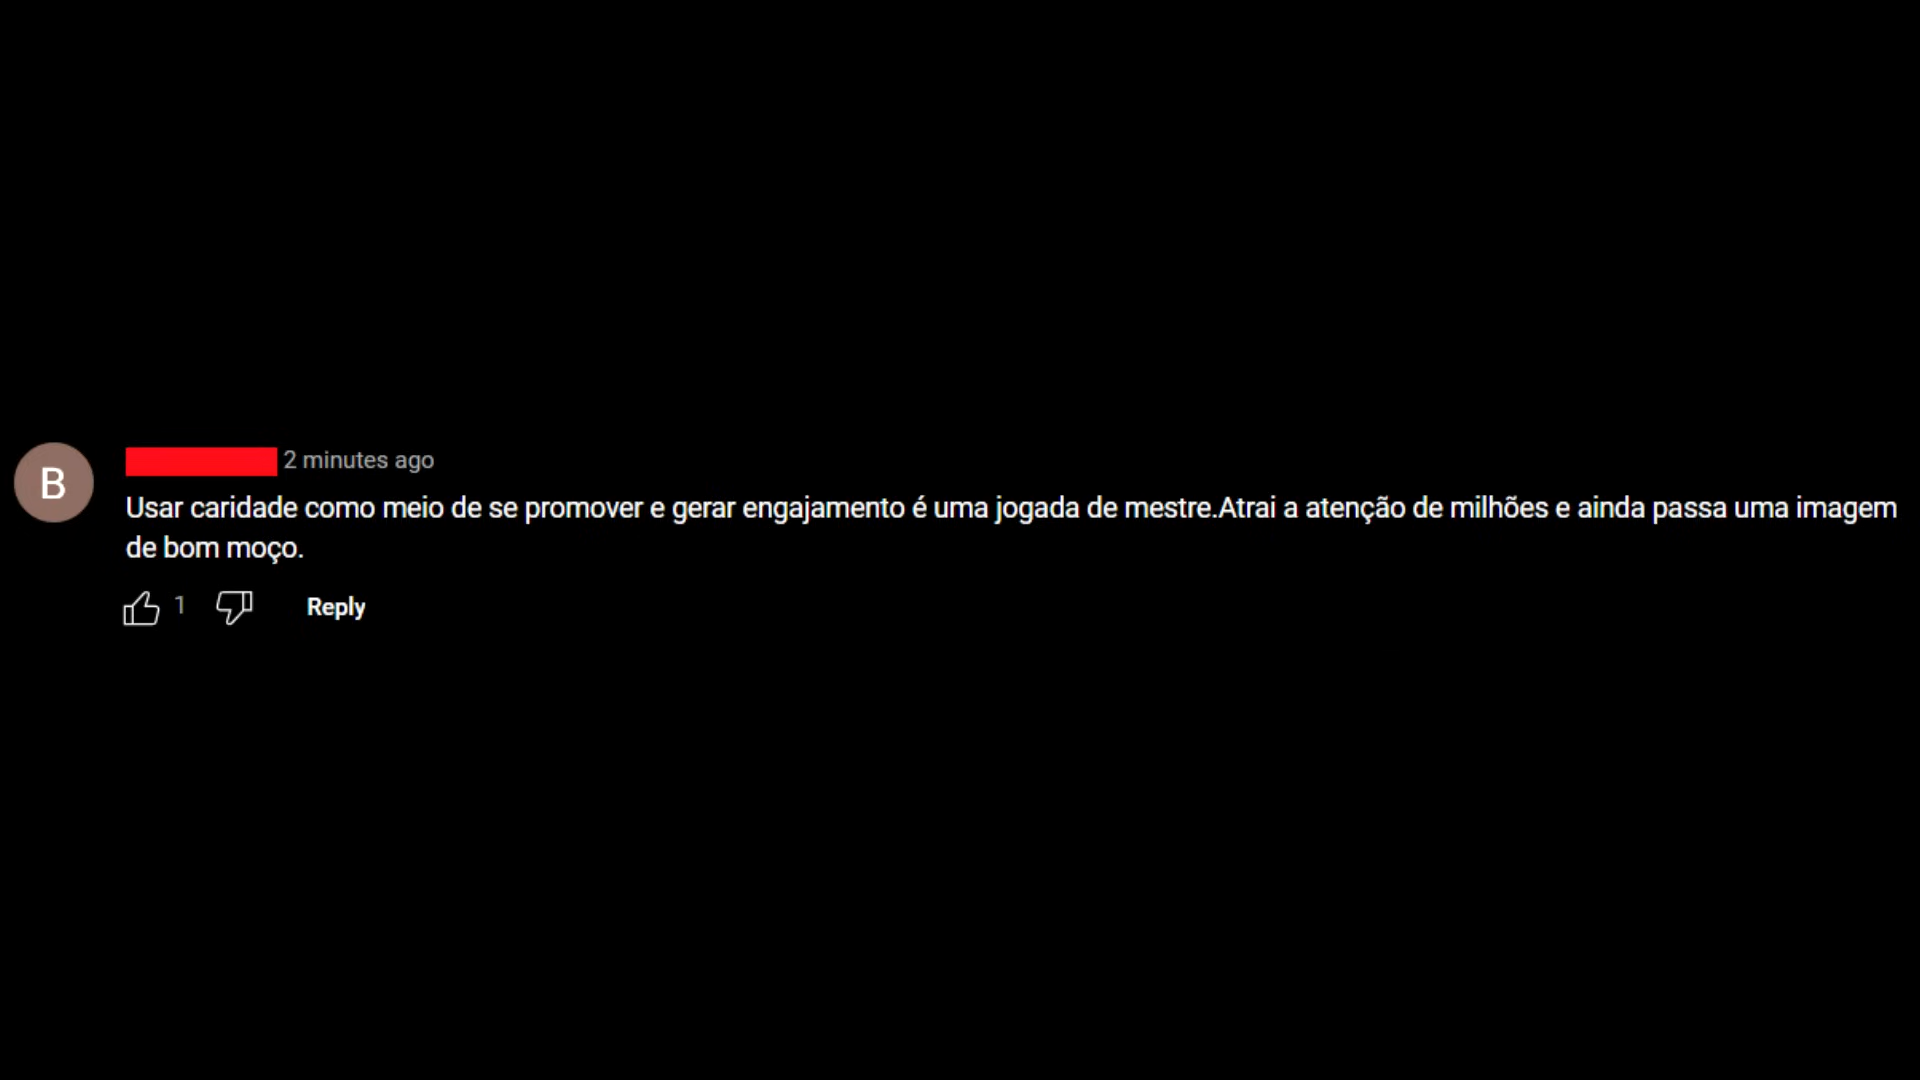 B
2 minutes ago
Usar caridade como meio de se promover e gerar engajamento é uma jogada de mestre.Atrai a atenção de milhões e ainda passa uma imagem
de bom moço.
1 Reply